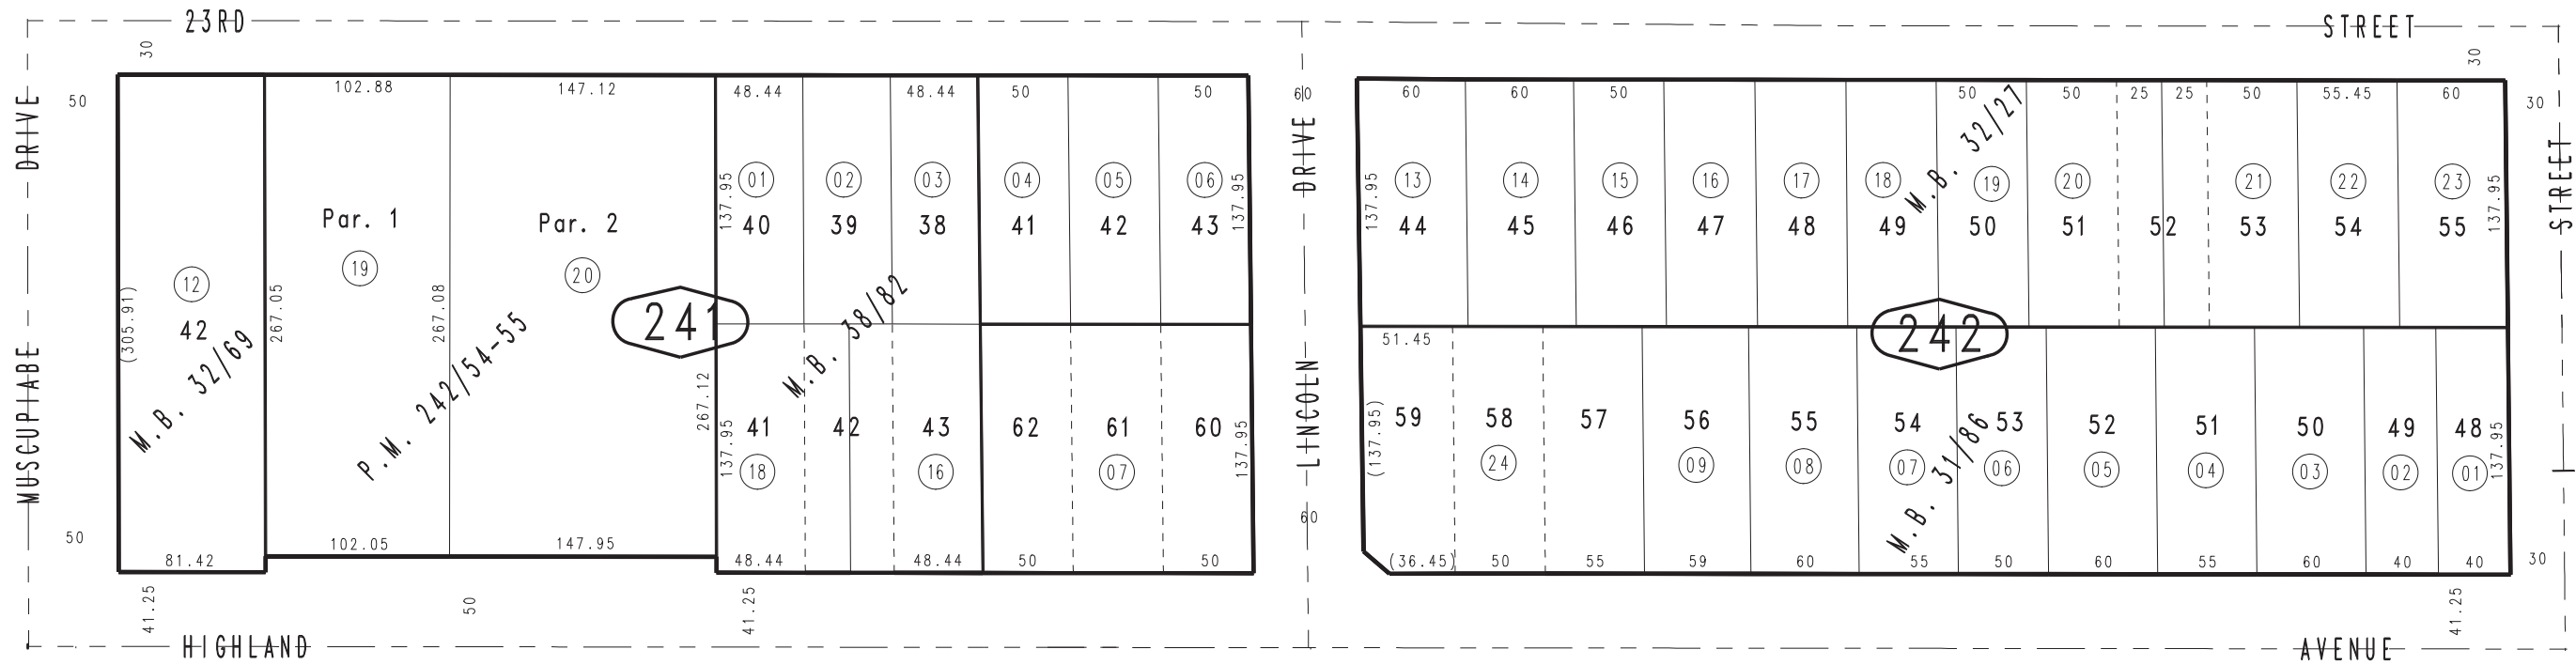 23RD STREET
30 30
50 102.88 147.12 48.44 48.44 50 50 60 60 60 50 50 50 25 25 50 55.45 60 30
MUSCUPIABE DRIVE
LINCOLN DRIVE
STREET
01 02 03 04 05 06 13 14 15 16 17 18 19 20 21 22 23
137.95 137.95 137.95 137.95
Par. 1 Par. 2 40 39 38 41 42 43 44 45 46 47 48 49 50 51 52 53 54 55
M.B. 32/27
12 19 20
(305.91) 42 267.05 267.08 241 242
M.B. 32/69
P.M. 242/54-55
M.B. 38/82
51.45
267.12 (137.95)
137.95 41 42 43 62 61 60 137.95 59 58 57 56 55 54 53 52 51 50 49 48 137.95
18 16 07 24 09 08 07 06 05 04 03 02 01
M.B. 31/86
50 60
81.42 102.05 147.95 48.44 48.44 50 50 (36.45) 50 55 59 60 55 50 60 55 60 40 40 30
41.25 50 41.25 41.25
HIGHLAND AVENUE